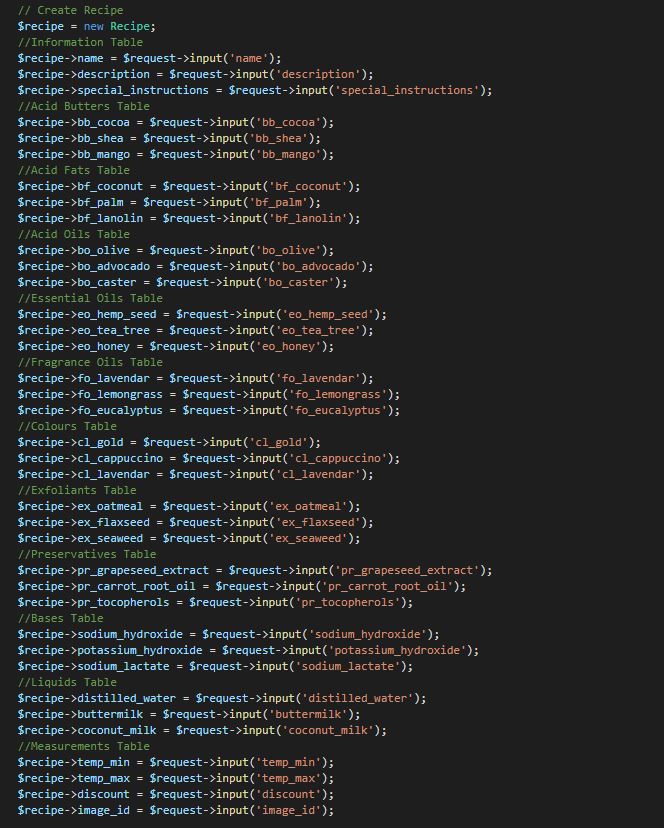 // Create Recipe
$recipe = new Recipe;
//Information Table
$recipe->name = $request->input('name');
$recipe->description = $request->input('description');
$recipe->special_instructions = $request->input('special_instructions');
//Acid Butters Table
$recipe->bb_cocoa = $request->input('bb_cocoa');
$recipe->bb_shea = $request->input('bb_shea');
$recipe->bb_mango = $request->input('bb_mango');
//Acid Fats Table
$recipe->bf_coconut = $request->input('bf_coconut');
$recipe->bf_palm = $request->input('bf_palm');
$recipe->bf_lanolin = $request->input('bf_lanolin');
//Acid Oils Table
$recipe->bo_olive = $request->input('bo_olive');
$recipe->bo_advocado = $request->input('bo_advocado');
$recipe->bo_caster = $request->input('bo_caster');
//Essential Oils Table
$recipe->eo_hemp_seed = $request->input('eo_hemp_seed');
$recipe->eo_tea_tree = $request->input('eo_tea_tree');
$recipe->eo_honey = $request->input('eo_honey');
//Fragrance Oils Table
$recipe->fo_lavendar = $request->input('fo_lavendar');
$recipe->fo_lemongrass = $request->input('fo_lemongrass');
$recipe->fo_eucalyptus = $request->input('fo_eucalyptus');
//Colours Table
$recipe->cl_gold = $request->input('cl_gold');
$recipe->cl_cappuccino = $request->input('cl_cappuccino');
$recipe->cl_lavendar = $request->input('cl_lavendar');
//Exfoliants Table
$recipe->ex_oatmeal = $request->input('ex_oatmeal');
$recipe->ex_flaxseed = $request->input('ex_flaxseed');
$recipe->ex_seaweed = $request->input('ex_seaweed');
//Preservatives Table
$recipe->pr_grapeseed_extract = $request->input('pr_grapeseed_extract');
$recipe->pr_carrot_root_oil = $request->input('pr_carrot_root_oil');
$recipe->pr_tocopherols = $request->input('pr_tocopherols');
//Bases Table
$recipe->sodium_hydroxide = $request->input('sodium_hydroxide');
$recipe->potassium_hydroxide = $request->input('potassium_hydroxide');
$recipe->sodium_lactate = $request->input('sodium_lactate');
//Liquids Table
$recipe->distilled_water = $request->input('distilled_water');
$recipe->buttermilk = $request->input('buttermilk');
$recipe->coconut_milk = $request->input('coconut_milk');
//Measurements Table
$recipe->temp_min = $request->input('temp_min');
$recipe->temp_max = $request->input('temp_max');
$recipe->discount = $request->input('discount');
$recipe->image_id = $request->input('image_id');